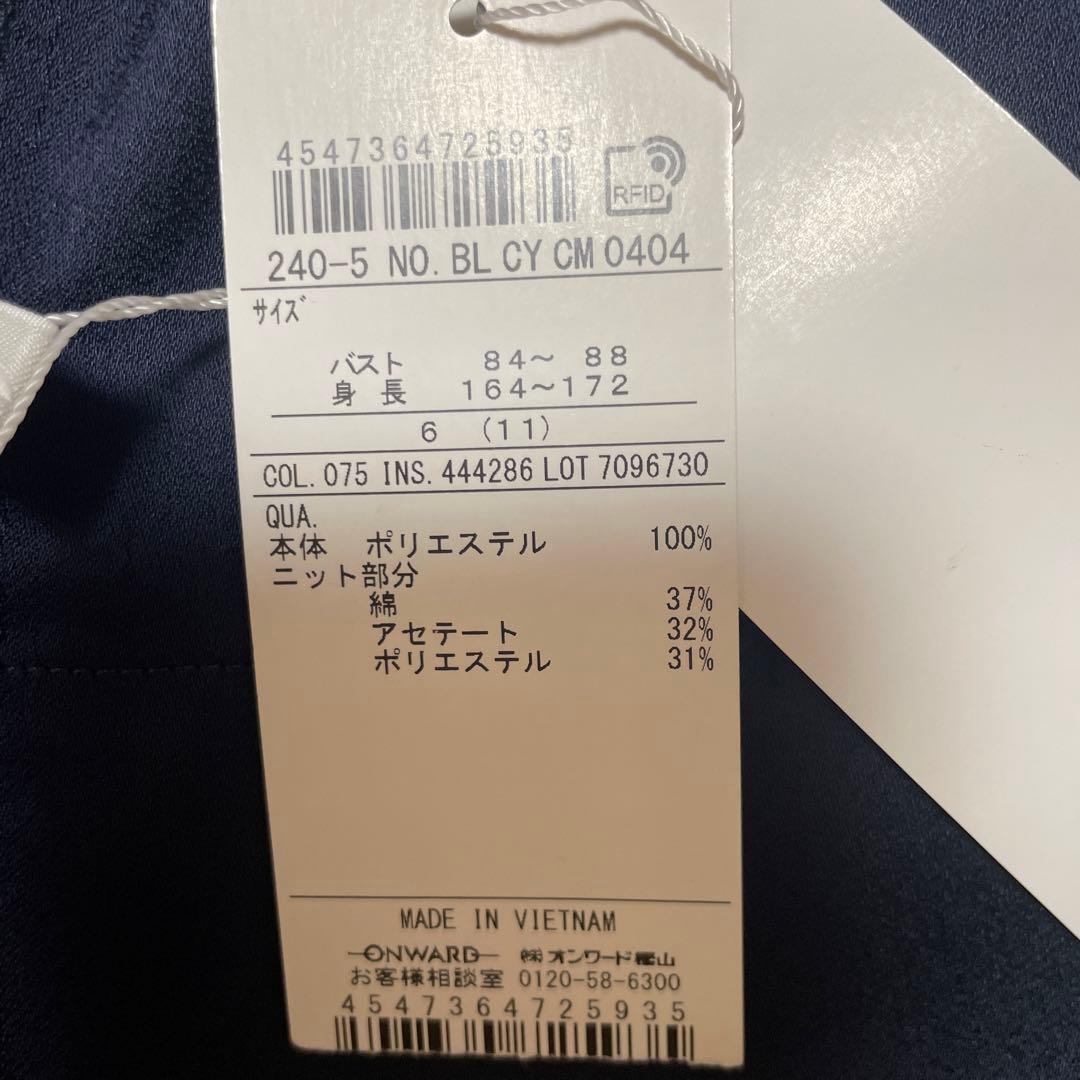 4547364725935
RFID
240-5 NO. BL CY CM 0404
サイズ
バスト 84～ 88
身長 164～172
6 (11)
COL. 075 INS. 444286 LOT 7096730
QUA.
本体 ポリエステル 100%
ニット部分
綿 37%
アセテート 32%
ポリエステル 31%
MADE IN VIETNAM
ONWARD ㈱オンワード樫山
お客様相談室 0120-58-6300
4547364725935